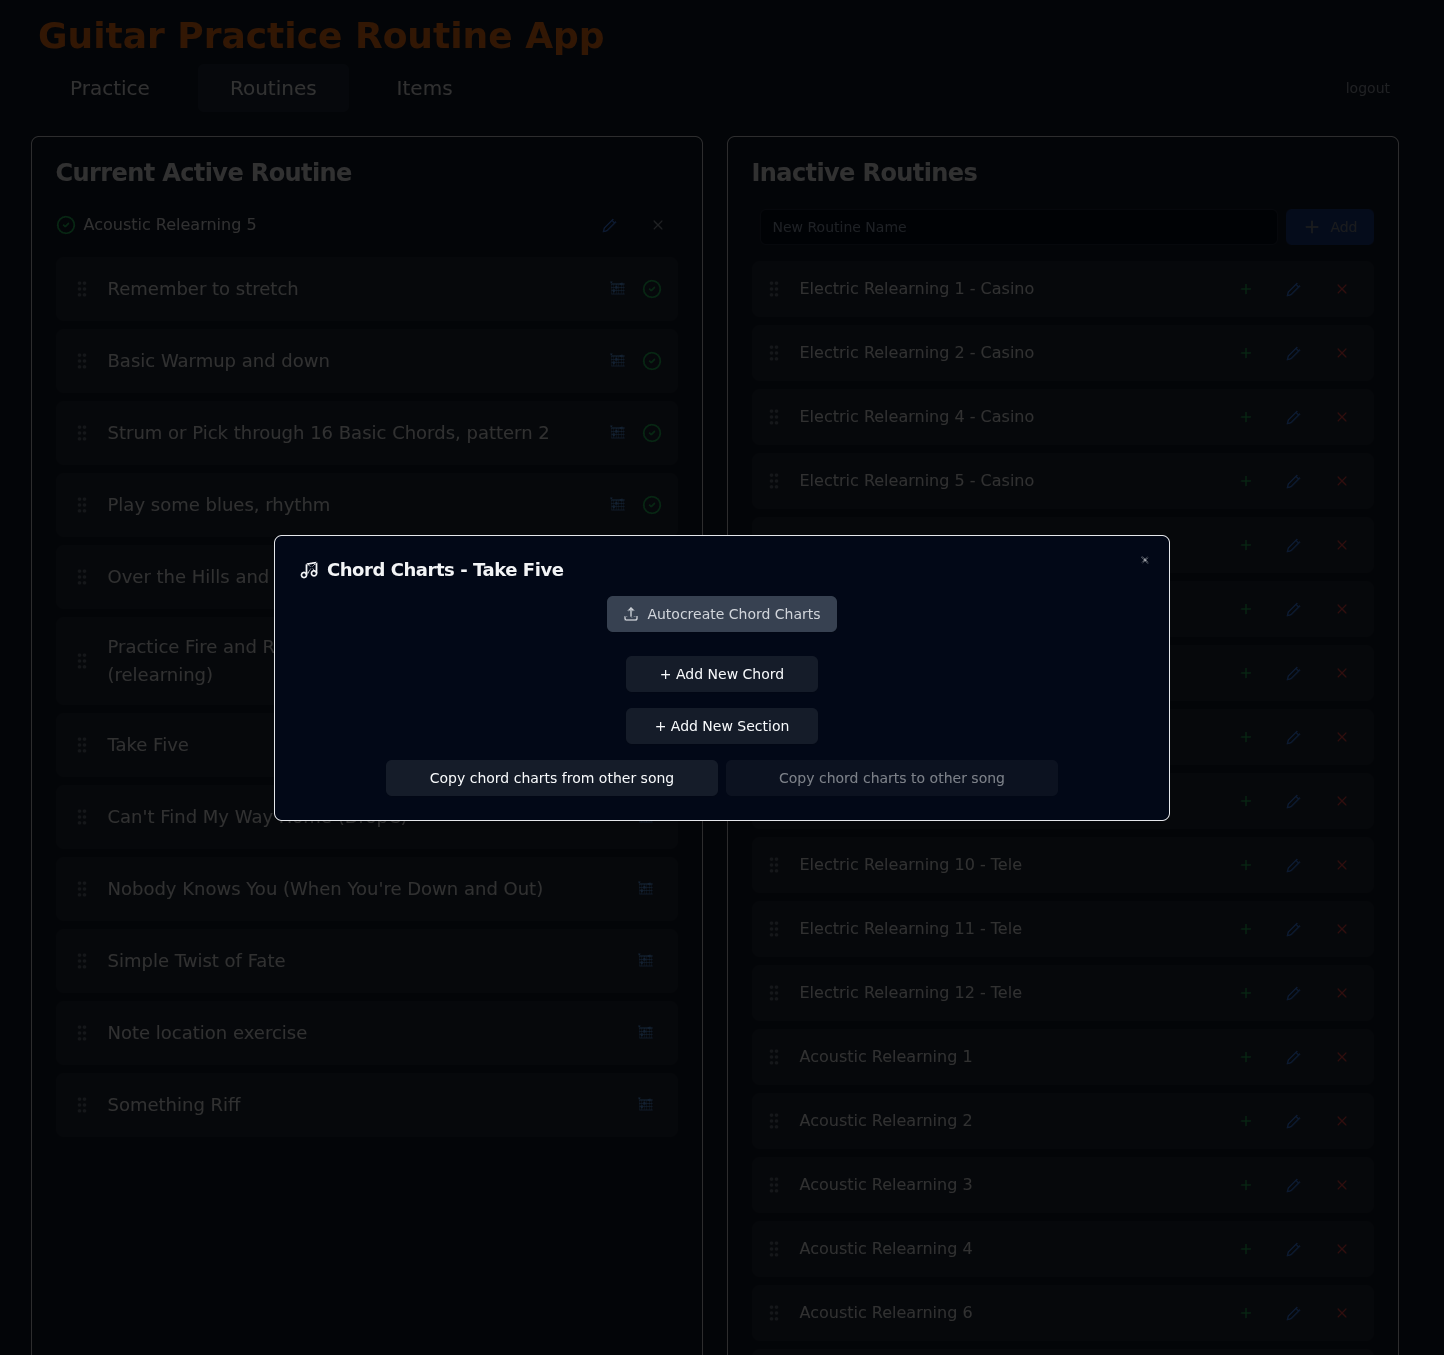 Guitar Practice Routine App
Practice
Routines
Items
logout
Current Active Routine
Acoustic Relearning 5
Remember to stretch
Basic Warmup and down
Strum or Pick through 16 Basic Chords, pattern 2
Play some blues, rhythm
Over the Hills and
Practice Fire and
(relearning)
Take Five
Can't Find My Way
Nobody Knows You (When You're Down and Out)
Simple Twist of Fate
Note location exercise
Something Riff
Inactive Routines
New Routine Name
+ Add
Electric Relearning 1 - Casino
Electric Relearning 2 - Casino
Electric Relearning 4 - Casino
Electric Relearning 5 - Casino
Electric Relearning 10 - Tele
Electric Relearning 11 - Tele
Electric Relearning 12 - Tele
Acoustic Relearning 1
Acoustic Relearning 2
Acoustic Relearning 3
Acoustic Relearning 4
Acoustic Relearning 6
Chord Charts - Take Five
Autocreate Chord Charts
+ Add New Chord
+ Add New Section
Copy chord charts from other song
Copy chord charts to other song